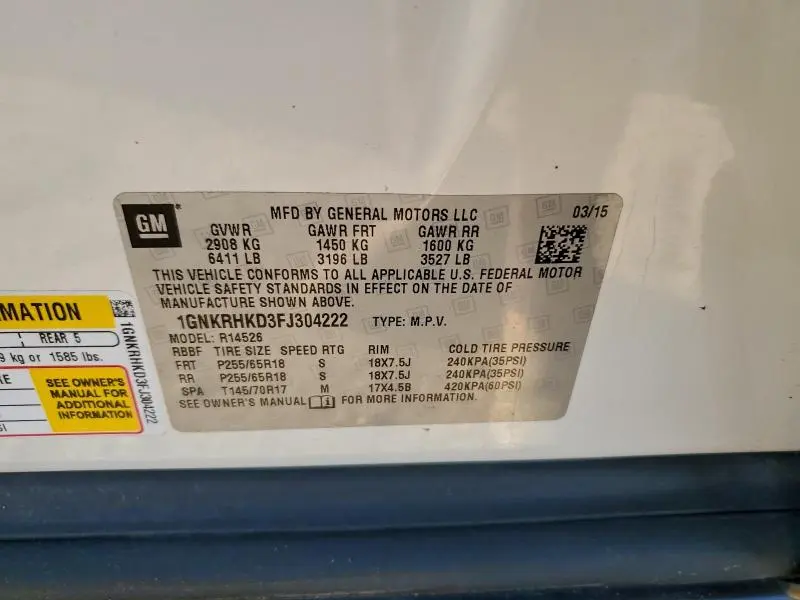 GM
MFD BY GENERAL MOTORS LLC 03/15
GVWR GAWR FRT GAWR RR
2908 KG 1450 KG 1600 KG
6411 LB 3196 LB 3527 LB
THIS VEHICLE CONFORMS TO ALL APPLICABLE U.S. FEDERAL MOTOR
VEHICLE SAFETY STANDARDS IN EFFECT ON THE DATE OF
MANUFACTURE SHOWN ABOVE.
1GNKRHKD3FJ304222 TYPE: M.P.V.
MODEL: R14526
RBBF TIRE SIZE SPEED RTG RIM COLD TIRE PRESSURE
FRT P255/65R18 S 18X7.5J 240KPA(35PSI)
RR P255/65R18 S 18X7.5J 240KPA(35PSI)
SPA T145/70R17 M 17X4.5B 420KPA(60PSI)
SEE OWNER'S MANUAL i FOR MORE INFORMATION.
MATION
REAR 5
9 kg or 1585 lbs.
SEE OWNER'S
MANUAL FOR
ADDITIONAL
INFORMATION
1GNKRHKD3FJ304222